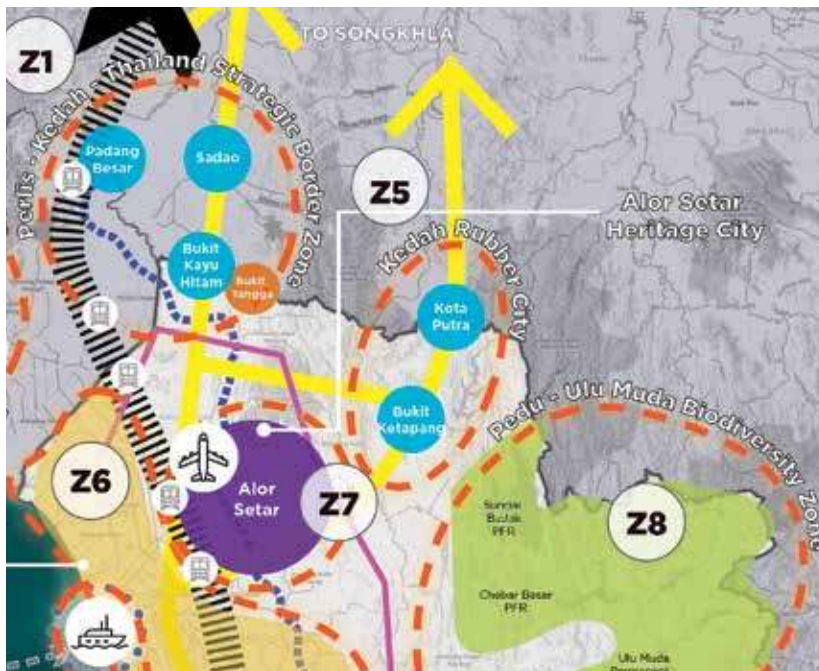 TO SONGKHLA
Z1
Perlis - Kedah - Thailand Strategic Border Zone
Padang
Besar
Sadao
Z5
Alor Setar
Heritage City
Kedah Rubber City
Bukit
Kayu
Hitam
Bukit
Tangga
Kota
Putra
Bukit
Ketapang
Pedu - Ulu Muda Biodiversity Zone
Z6
Alor
Setar
Z7
Z8
PFR
Chebar Besar
PFR
Ulu Muda